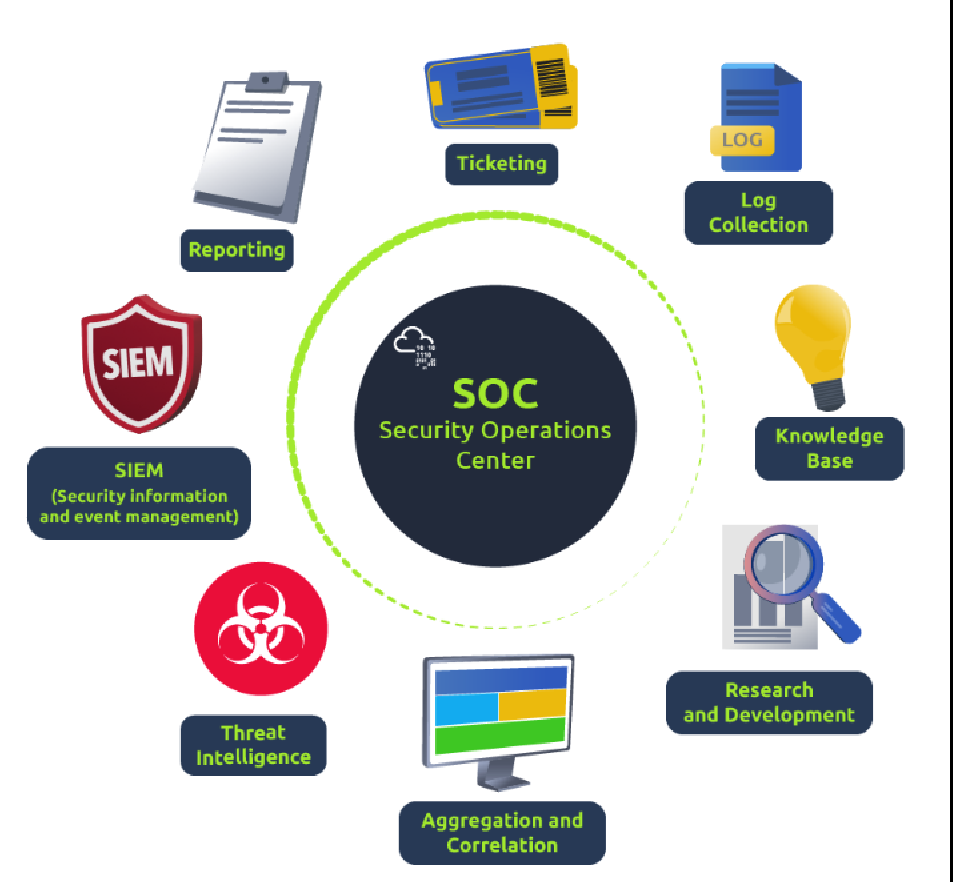 Ticketing
LOG
Log
Collection
Reporting
SIEM
SOC
Security Operations
Center
Knowledge
Base
SIEM
(Security information
and event management)
Research
and Development
Threat
Intelligence
Aggregation and
Correlation